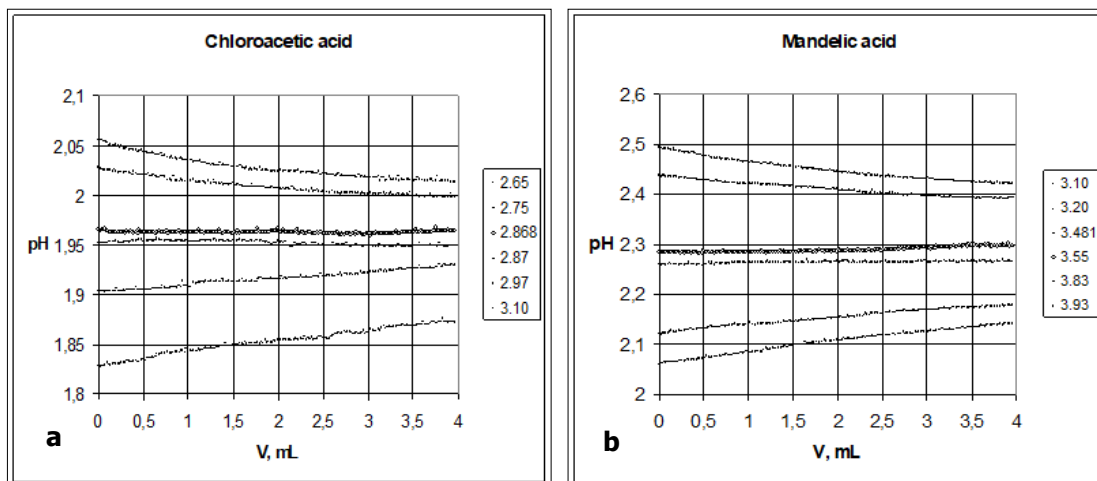 Chloroacetic acid
2,1
2,05
2
pH
1,95
1,9
1,85
1,8
0 0,5 1 1,5 2 2,5 3 3,5 4
V, mL
2.65
2.75
2.868
2.87
2.97
3.10
a
Mandelic acid
2,6
2,5
2,4
pH
2,3
2,2
2,1
2
0 0,5 1 1,5 2 2,5 3 3,5 4
V, mL
3.10
3.20
3.481
3.55
3.83
3.93
b